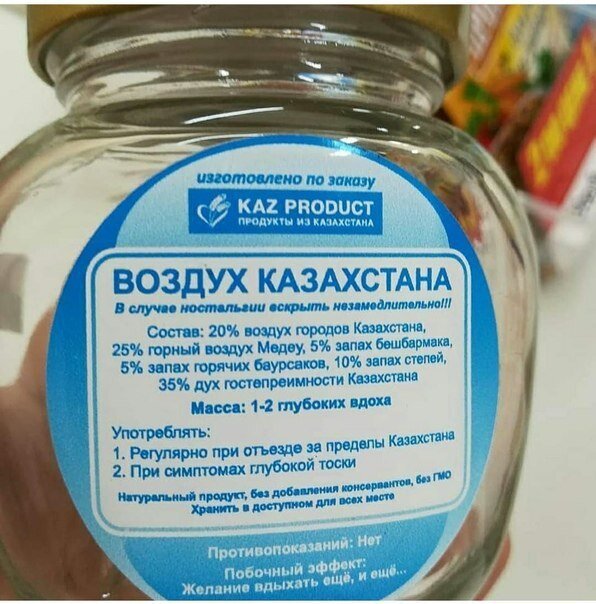 изготовлено по заказу
KAZ PRODUCT
ПРОДУКТЫ ИЗ КАЗАХСТАНА
ВОЗДУХ КАЗАХСТАНА
В случае ностальгии вскрыть незамедлительно!!!
Состав: 20% воздух городов Казахстана,
25% горный воздух Медеу, 5% запах бешбармака,
5% запах горячих баурсаков, 10% запах степей,
35% дух гостеприимности Казахстана
Масса: 1-2 глубоких вдоха
Употреблять:
1. Регулярно при отъезде за пределы Казахстана
2. При симптомах глубокой тоски
Натуральный продукт, без добавления консервантов, без ГМО
Хранить в доступном для всех месте
Противопоказаний: Нет
Побочный эффект:
Желание вдыхать ещё, и ещё...